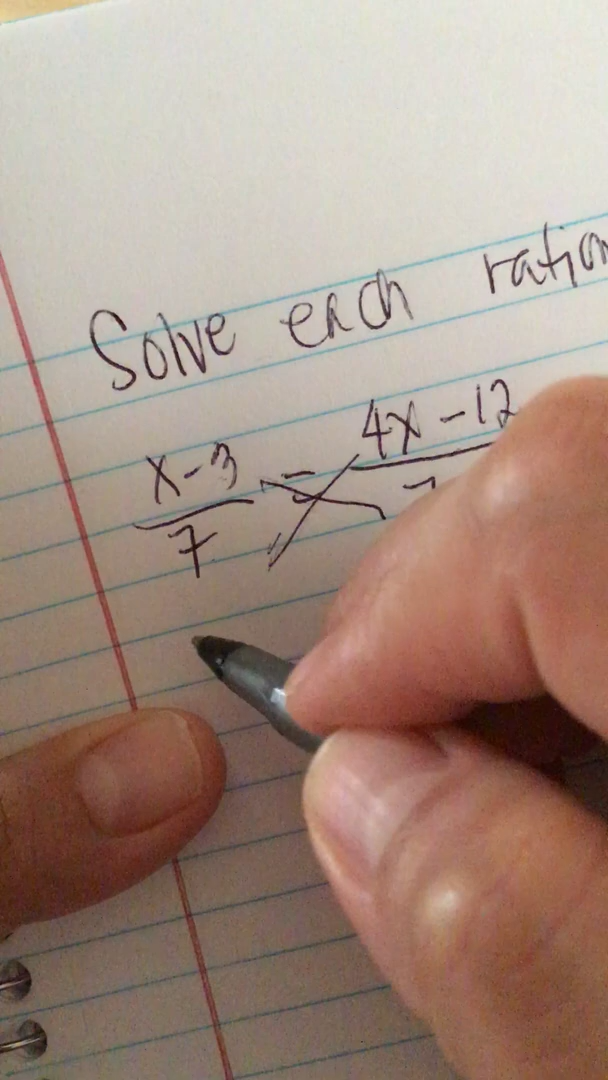 Solve each
x-3 = 4x-12
7